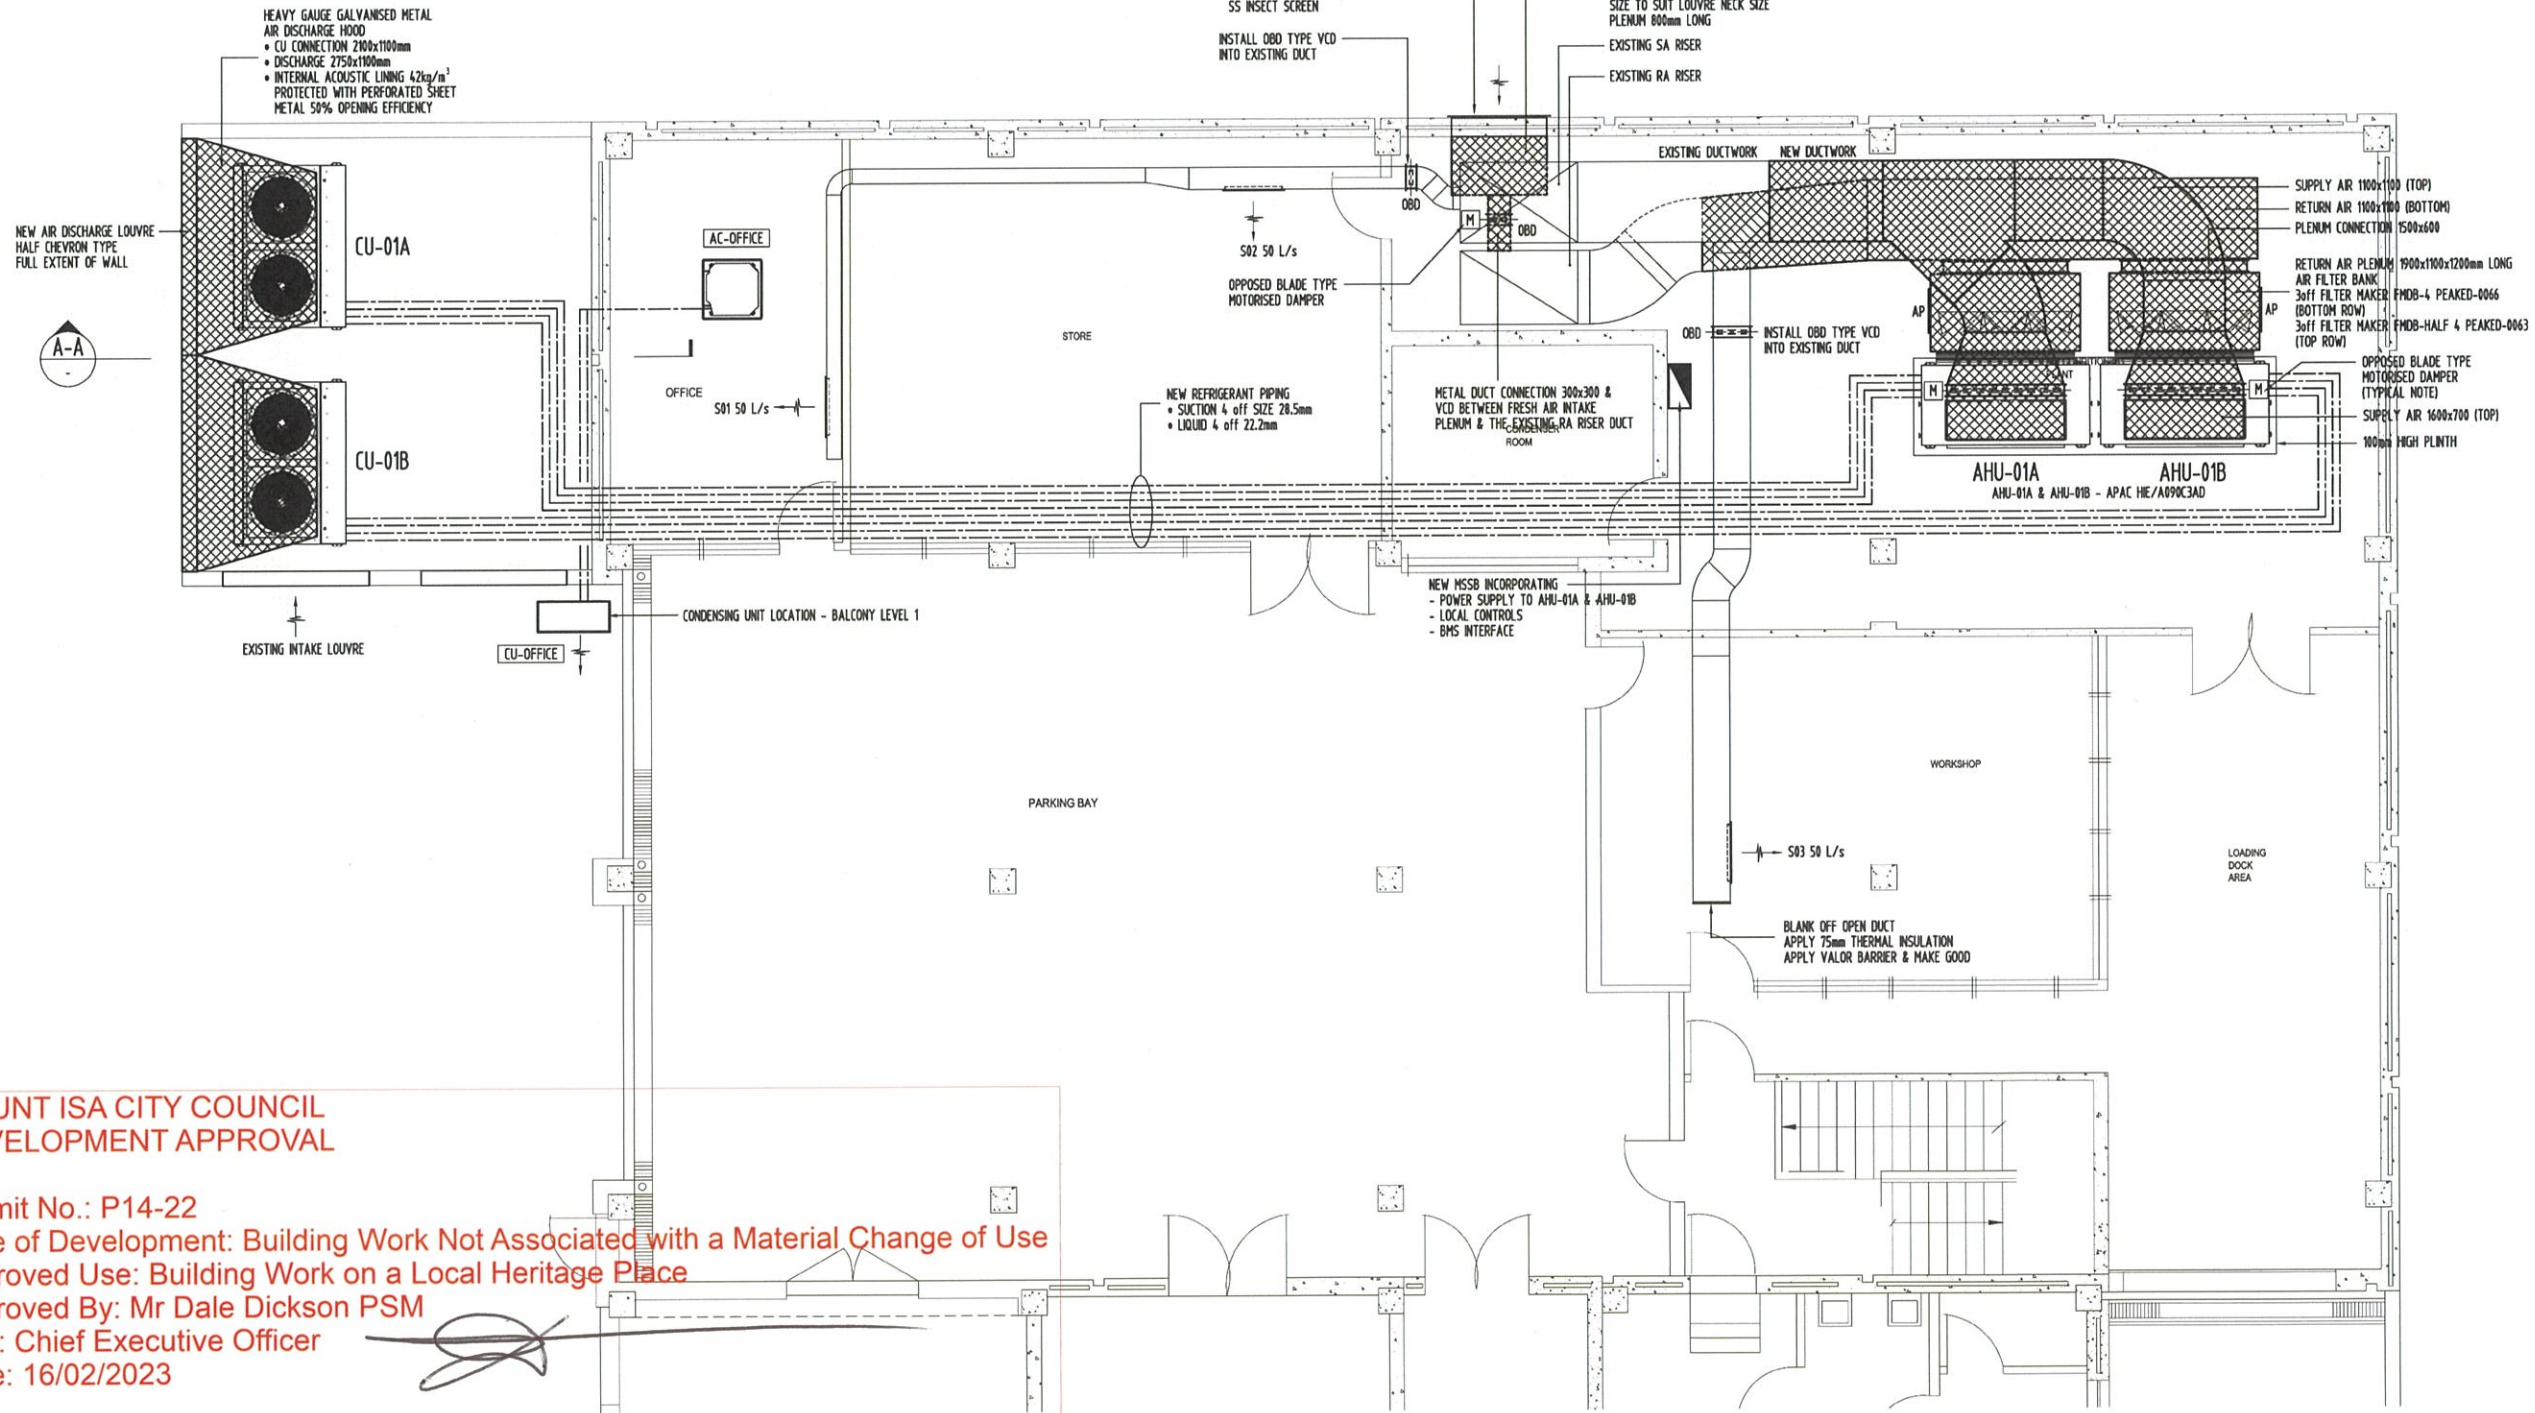 HEAVY GAUGE GALVANISED METAL
AIR DISCHARGE HOOD
• CU CONNECTION 2100x1100mm
• DISCHARGE 2750x1100mm
• INTERNAL ACOUSTIC LINING 42kg/m³
PROTECTED WITH PERFORATED SHEET
METAL 50% OPENING EFFICIENCY
SS INSECT SCREEN
INSTALL OBD TYPE VCD
INTO EXISTING DUCT
SIZE TO SUIT LOUVRE NECK SIZE
PLENUM 800mm LONG
EXISTING SA RISER
EXISTING RA RISER
NEW AIR DISCHARGE LOUVRE
HALF CHEVRON TYPE
FULL EXTENT OF WALL
CU-01A
AC-OFFICE
A-A
-
CU-01B
OFFICE
S01 50 L/s
STORE
S02 50 L/s
OBD
M
OBD
OPPOSED BLADE TYPE
MOTORISED DAMPER
EXISTING DUCTWORK
NEW DUCTWORK
SUPPLY AIR 1100x1100 (TOP)
RETURN AIR 1100x1100 (BOTTOM)
PLENUM CONNECTION 1500x600
RETURN AIR PLENUM 1900x1100x1200mm LONG
AIR FILTER BANK
3off FILTER MAKER FMDB-4 PEAKED-0066
(BOTTOM ROW)
3off FILTER MAKER FMDB-HALF 4 PEAKED-0063
(TOP ROW)
AP
AP
OBD
INSTALL OBD TYPE VCD
INTO EXISTING DUCT
OPPOSED BLADE TYPE
MOTORISED DAMPER
(TYPICAL NOTE)
PLANT
M
M
SUPPLY AIR 1600x700 (TOP)
100mm HIGH PLINTH
NEW REFRIGERANT PIPING
• SUCTION 4 off SIZE 28.5mm
• LIQUID 4 off 22.2mm
METAL DUCT CONNECTION 300x300 &
VCD BETWEEN FRESH AIR INTAKE
PLENUM & THE EXISTING RA RISER DUCT
CONDENSER
ROOM
AHU-01A
AHU-01B
AHU-01A & AHU-01B - APAC HIE/A090C3AD
NEW MSSB INCORPORATING
- POWER SUPPLY TO AHU-01A & AHU-01B
- LOCAL CONTROLS
- BMS INTERFACE
CONDENSING UNIT LOCATION - BALCONY LEVEL 1
EXISTING INTAKE LOUVRE
CU-OFFICE
PARKING BAY
WORKSHOP
S03 50 L/s
LOADING
DOCK
AREA
BLANK OFF OPEN DUCT
APPLY 75mm THERMAL INSULATION
APPLY VALOR BARRIER & MAKE GOOD
UNT ISA CITY COUNCIL
VELOPMENT APPROVAL
mit No.: P14-22
e of Development: Building Work Not Associated with a Material Change of Use
roved Use: Building Work on a Local Heritage Place
roved By: Mr Dale Dickson PSM
: Chief Executive Officer
e: 16/02/2023